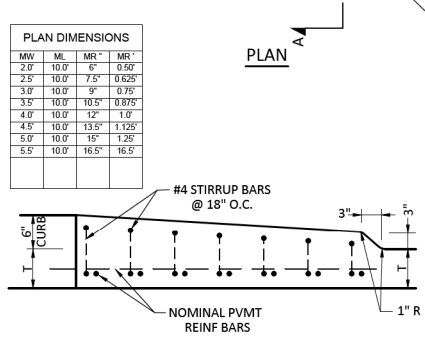 PLAN DIMENSIONS
MW ML MR " MR '
2.0' 10.0' 6" 0.50'
2.5' 10.0' 7.5" 0.625'
3.0' 10.0' 9" 0.75'
3.5' 10.0' 10.5" 0.875'
4.0' 10.0' 12" 1.0'
4.5' 10.0' 13.5" 1.125'
5.0' 10.0' 15" 1.25'
5.5' 10.0' 16.5" 16.5'
A
PLAN
#4 STIRRUP BARS
@ 18" O.C.
6"
CURB
T
3"
3"
T
1" R
NOMINAL PVMT
REINF BARS